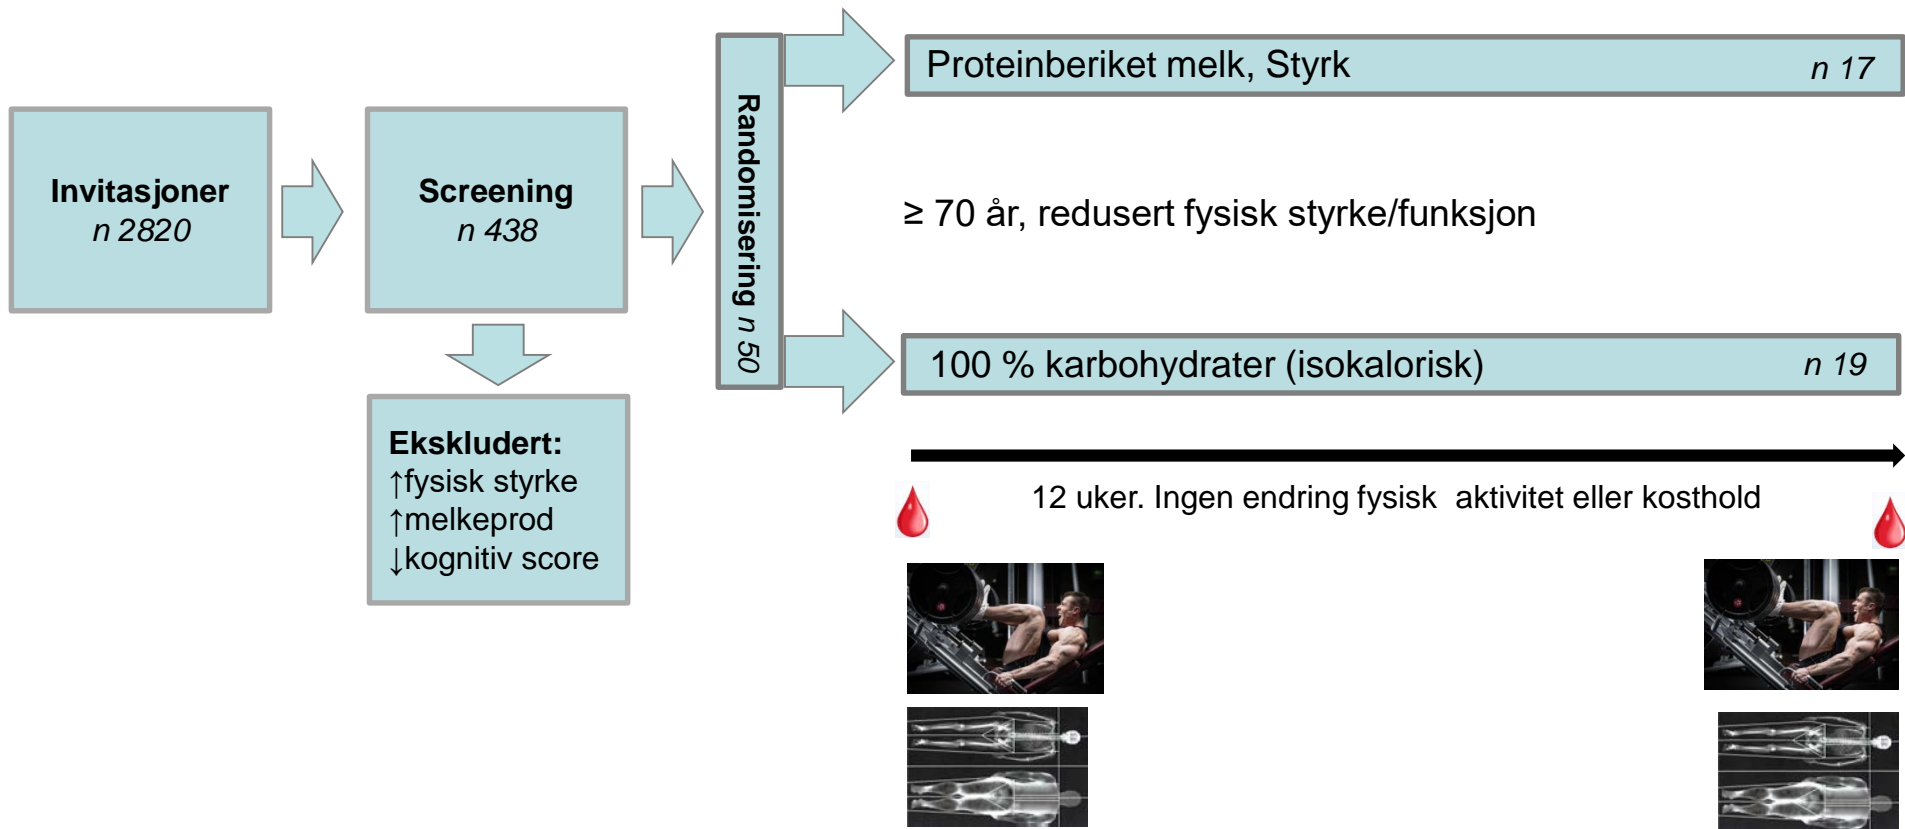 Invitasjoner
n 2820
Screening
n 438
Ekskludert:
↑fysisk styrke
↑melkeprod
↓kognitiv score
Randomisering n 50
Proteinberiket melk, Styrk n 17
≥ 70 år, redusert fysisk styrke/funksjon
100 % karbohydrater (isokalorisk) n 19
12 uker. Ingen endring fysisk aktivitet eller kosthold